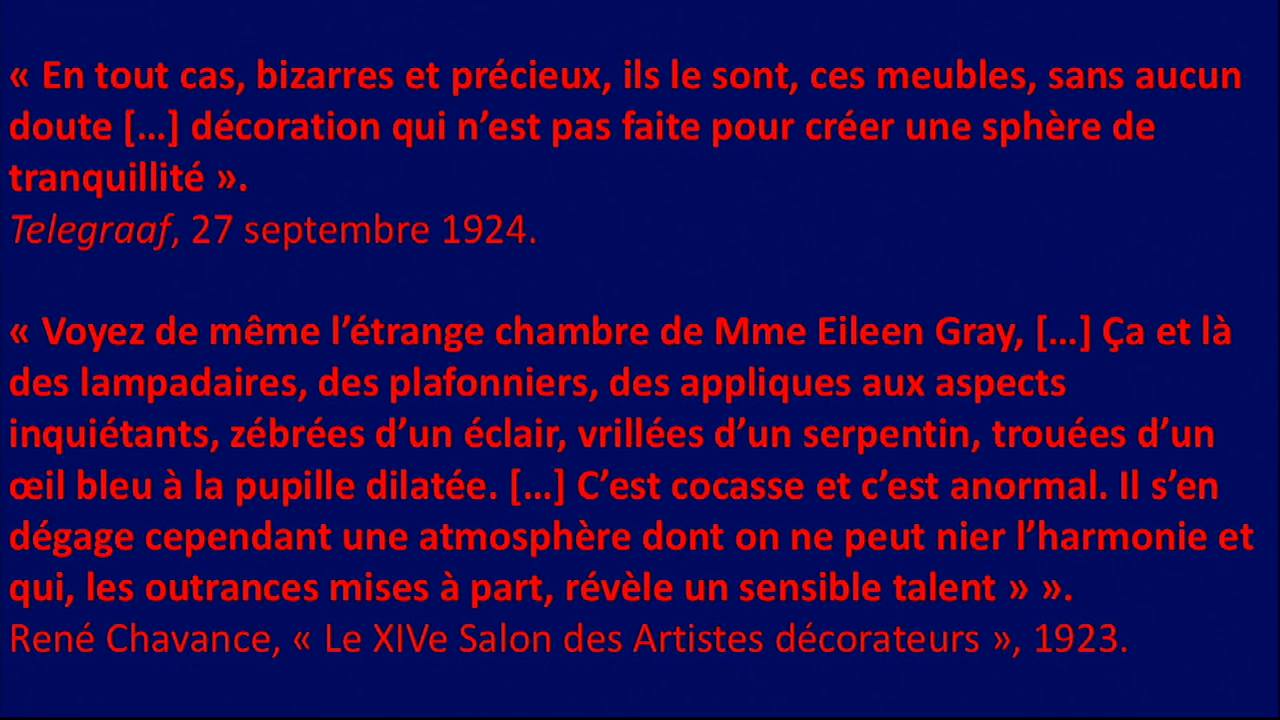 « En tout cas, bizarres et précieux, ils le sont, ces meubles, sans aucun
doute […] décoration qui n’est pas faite pour créer une sphère de
tranquillité ».
Telegraaf, 27 septembre 1924.
« Voyez de même l’étrange chambre de Mme Eileen Gray, […] Ça et là
des lampadaires, des plafonniers, des appliques aux aspects
inquiétants, zébrées d’un éclair, vrillées d’un serpentin, trouées d’un
œil bleu à la pupille dilatée. […] C’est cocasse et c’est anormal. Il s’en
dégage cependant une atmosphère dont on ne peut nier l’harmonie et
qui, les outrances mises à part, révèle un sensible talent » ».
René Chavance, « Le XIVe Salon des Artistes décorateurs », 1923.